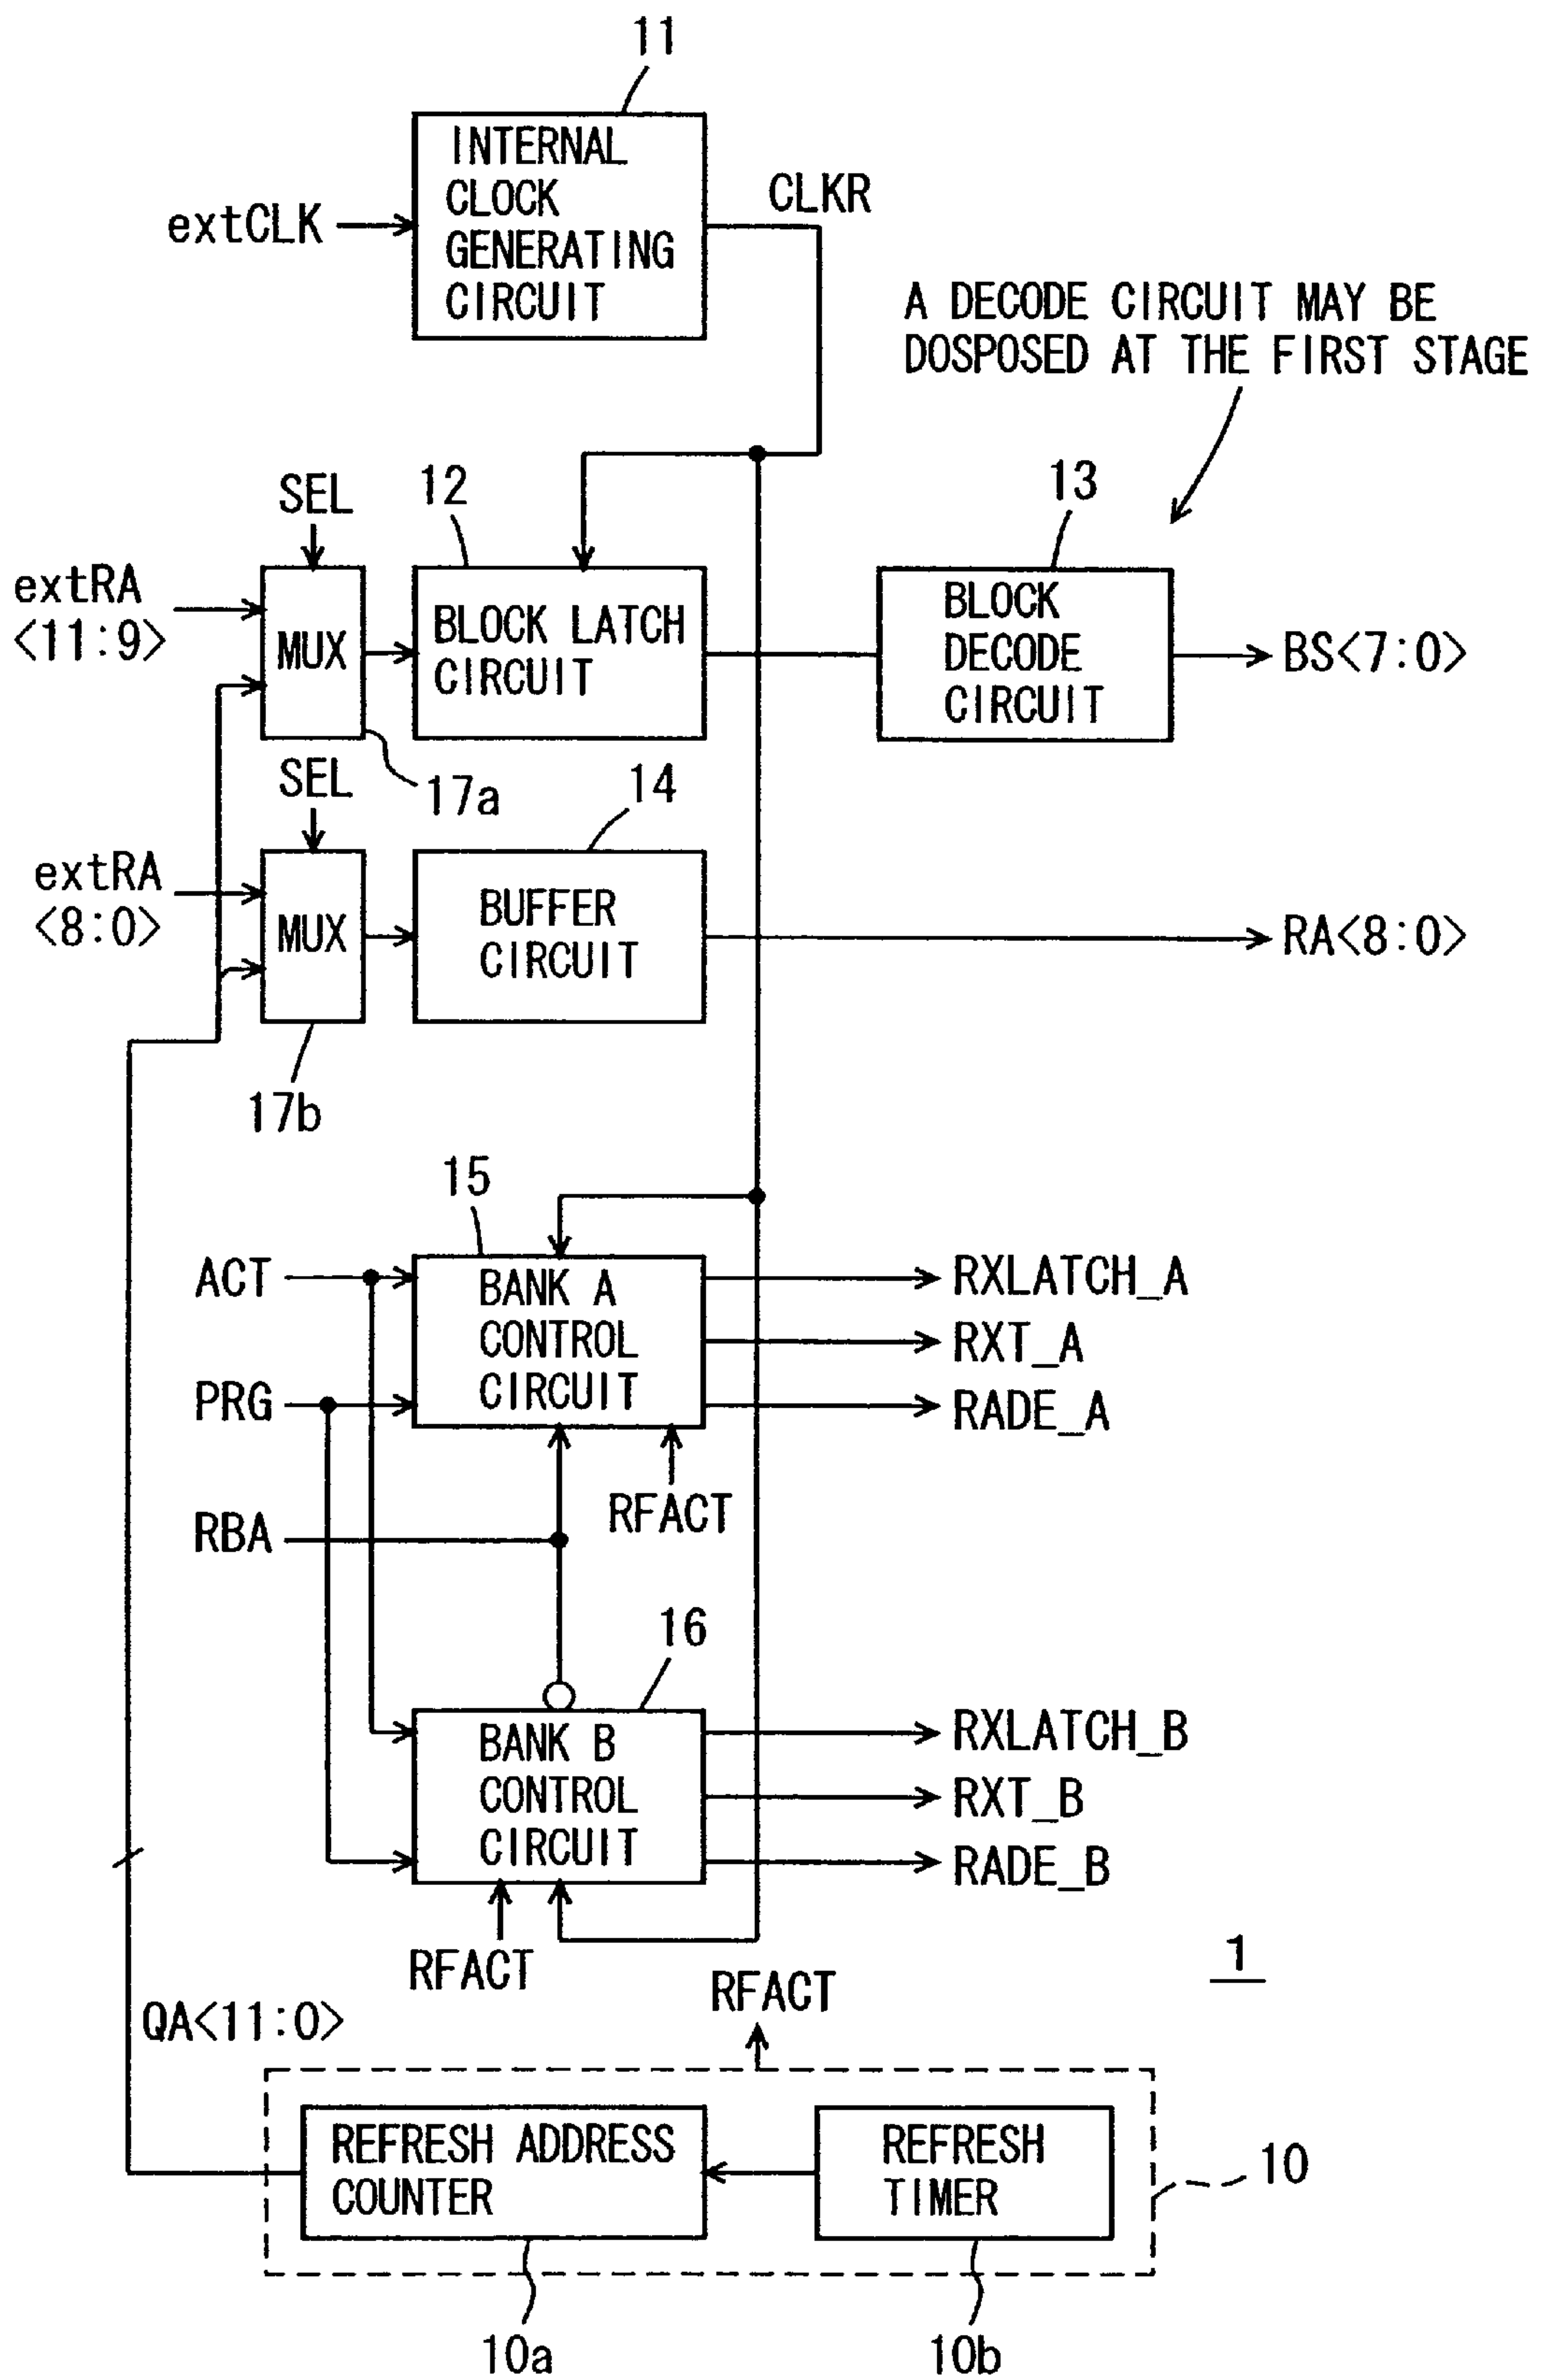 11
INTERNAL
CLOCK
GENERATING
CIRCUIT
extCLK
CLKR
A DECODE CIRCUIT MAY BE
DOSPOSED AT THE FIRST STAGE
SEL
12
13
extRA
<11:9>
MUX
BLOCK LATCH
CIRCUIT
BLOCK
DECODE
CIRCUIT
BS<7:0>
17a
SEL
14
extRA
<8:0>
MUX
BUFFER
CIRCUIT
RA<8:0>
17b
15
ACT
BANK A
CONTROL
CIRCUIT
RXLATCH_A
RXT_A
PRG
RADE_A
RFACT
RBA
16
BANK B
CONTROL
CIRCUIT
RXLATCH_B
RXT_B
RADE_B
RFACT
RFACT
1
QA<11:0>
REFRESH ADDRESS
COUNTER
REFRESH
TIMER
10
10a
10b